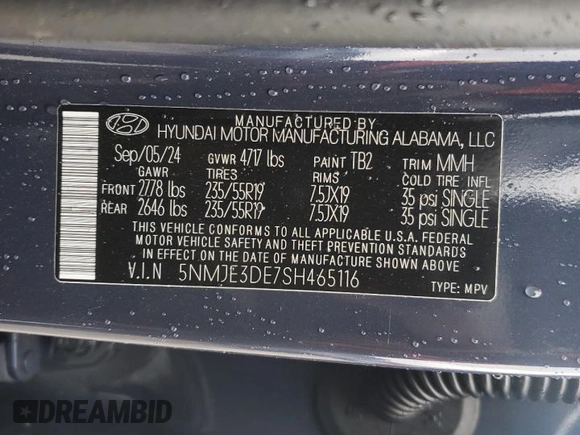 MANUFACTURED BY
HYUNDAI MOTOR MANUFACTURING ALABAMA, LLC
Sep/05/24 GVWR 4717 lbs PAINT TB2 TRIM MMH
GAWR TIRES RIMS COLD TIRE INFL
FRONT 2778 lbs 235/55R19 7.5JX19 35 psi SINGLE
REAR 2646 lbs 235/55R19 7.5JX19 35 psi SINGLE
THIS VEHICLE CONFORMS TO ALL APPLICABLE U.S.A. FEDERAL
MOTOR VEHICLE SAFETY AND THEFT PREVENTION STANDARDS
IN EFFECT ON THE DATE OF MANUFACTURE SHOWN ABOVE.
V.I.N 5NMJE3DE7SH465116 TYPE: MPV
DREAMBID